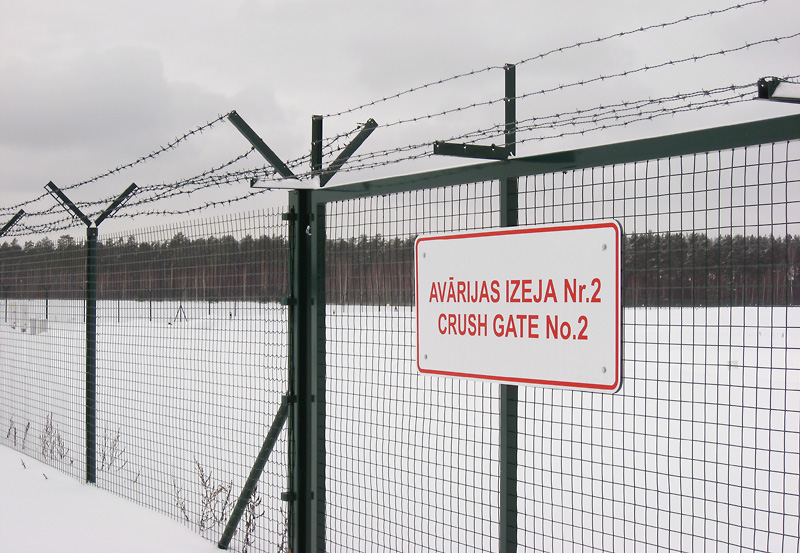 AVĀRIJAS IZEJA Nr.2
CRUSH GATE No.2